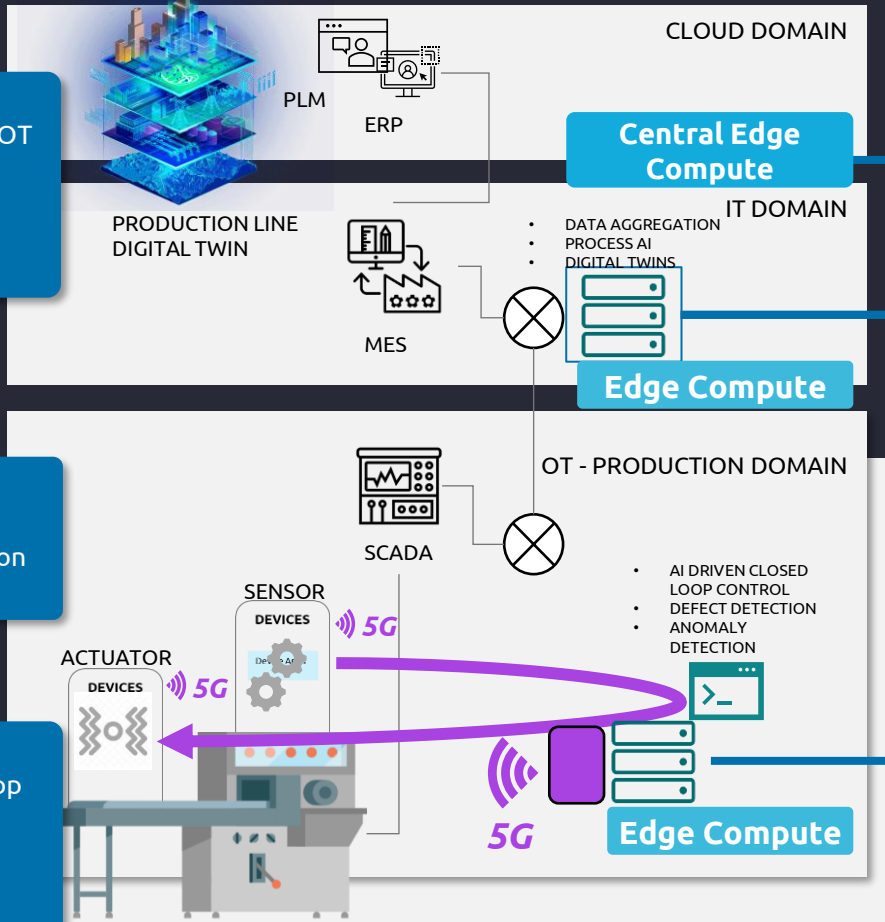 CLOUD DOMAIN
PLM
ERP
OT
Central Edge
Compute
IT DOMAIN
PRODUCTION LINE
DIGITAL TWIN
• DATA AGGREGATION
• PROCESS AI
• DIGITAL TWINS
MES
Edge Compute
OT - PRODUCTION DOMAIN
SCADA
on
• AI DRIVEN CLOSED
LOOP CONTROL
• DEFECT DETECTION
• ANOMALY
DETECTION
SENSOR
DEVICES
5G
ACTUATOR
DEVICES
5G
>_
op
5G
Edge Compute